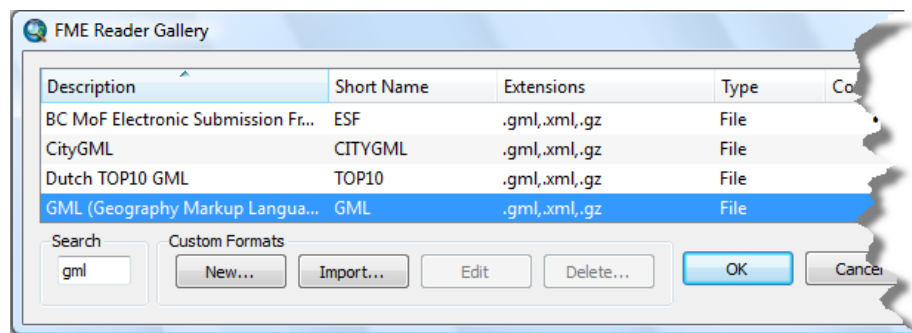 FME Reader Gallery
Description Short Name Extensions Type
BC MoF Electronic Submission Fr... ESF .gml,.xml,.gz File
CityGML CITYGML .gml,.xml,.gz File
Dutch TOP10 GML TOP10 .gml,.xml,.gz File
GML (Geography Markup Langua... GML .gml,.xml,.gz File
Search Custom Formats
gml New... Import... Edit Delete... OK Cancel